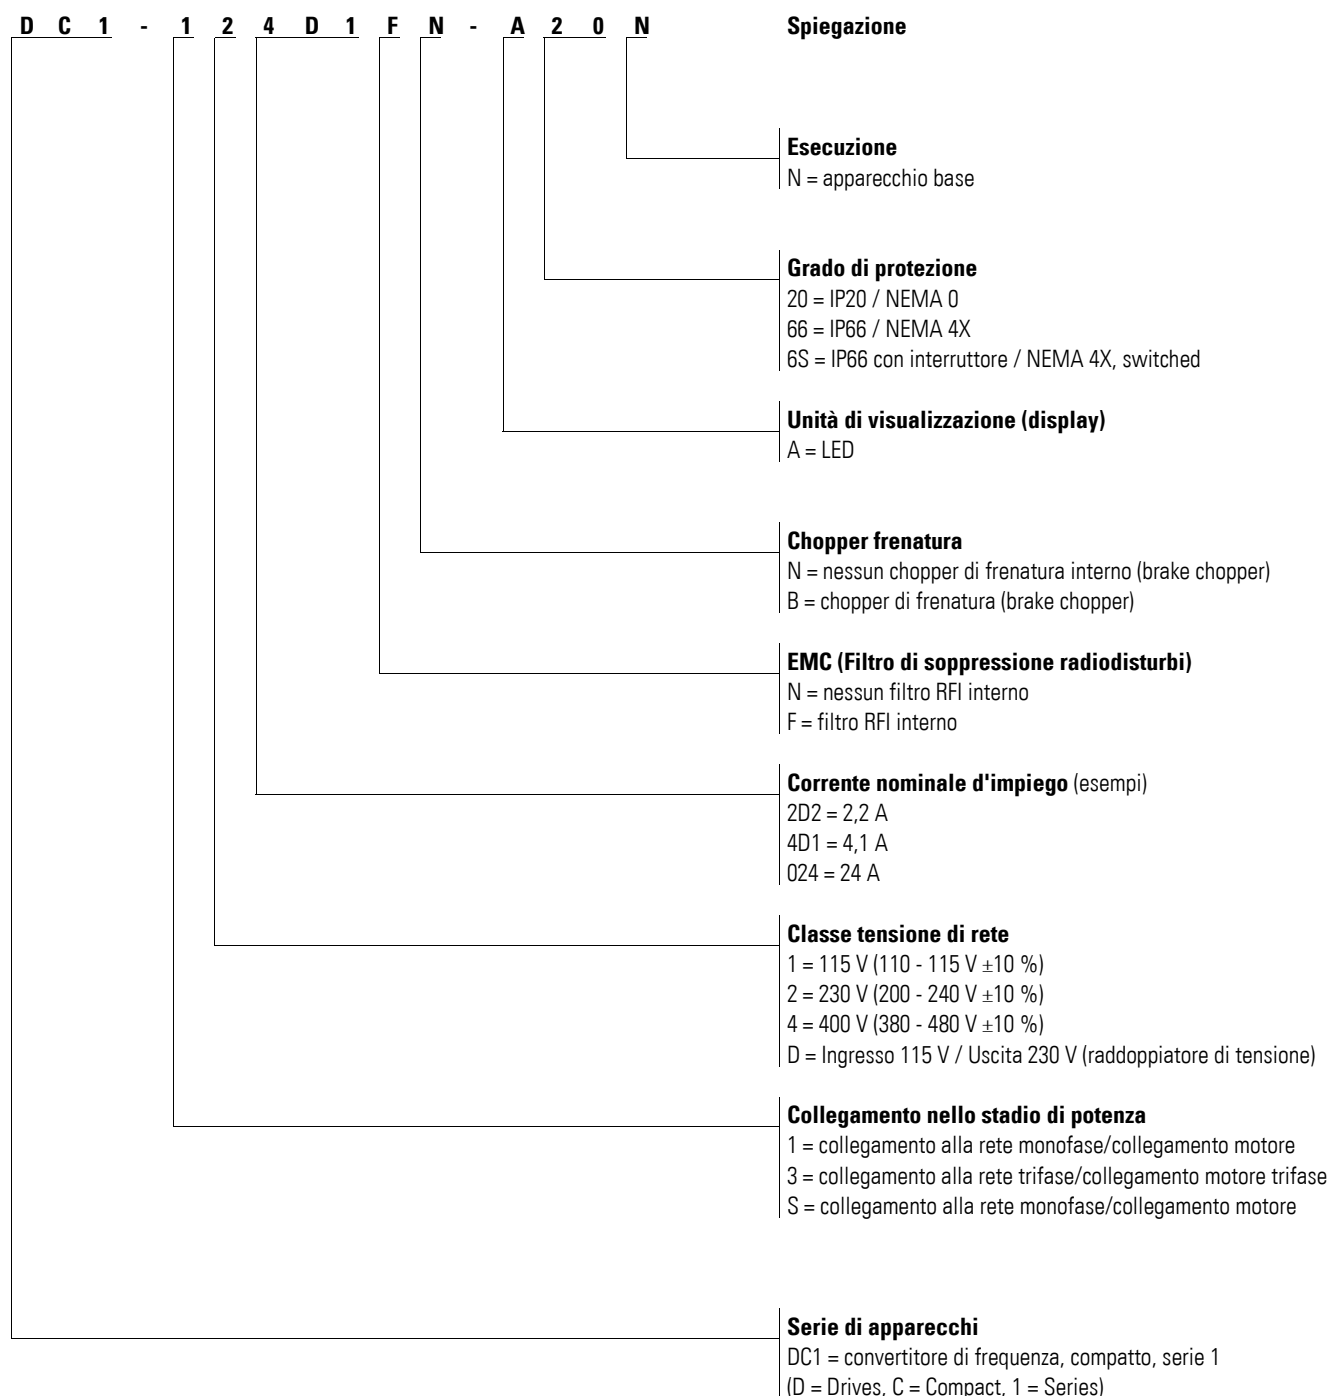 D C 1 - 1 2 4 D 1 F N - A 2 0 N Spiegazione
Esecuzione
N = apparecchio base
Grado di protezione
20 = IP20 / NEMA 0
66 = IP66 / NEMA 4X
6S = IP66 con interruttore / NEMA 4X, switched
Unità di visualizzazione (display)
A = LED
Chopper frenatura
N = nessun chopper di frenatura interno (brake chopper)
B = chopper di frenatura (brake chopper)
EMC (Filtro di soppressione radiodisturbi)
N = nessun filtro RFI interno
F = filtro RFI interno
Corrente nominale d'impiego (esempi)
2D2 = 2,2 A
4D1 = 4,1 A
024 = 24 A
Classe tensione di rete
1 = 115 V (110 - 115 V ±10 %)
2 = 230 V (200 - 240 V ±10 %)
4 = 400 V (380 - 480 V ±10 %)
D = Ingresso 115 V / Uscita 230 V (raddoppiatore di tensione)
Collegamento nello stadio di potenza
1 = collegamento alla rete monofase/collegamento motore
3 = collegamento alla rete trifase/collegamento motore trifase
S = collegamento alla rete monofase/collegamento motore
Serie di apparecchi
DC1 = convertitore di frequenza, compatto, serie 1
(D = Drives, C = Compact, 1 = Series)